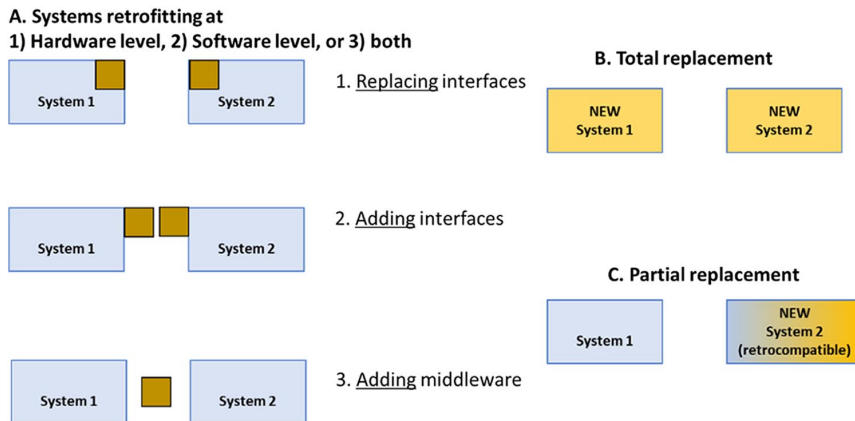 A. Systems retrofitting at
1) Hardware level, 2) Software level, or 3) both
System 1
System 2
1. Replacing interfaces
System 1
System 2
2. Adding interfaces
System 1
System 2
3. Adding middleware
B. Total replacement
NEW
System 1
NEW
System 2
C. Partial replacement
System 1
NEW
System 2
(retrocompatible)